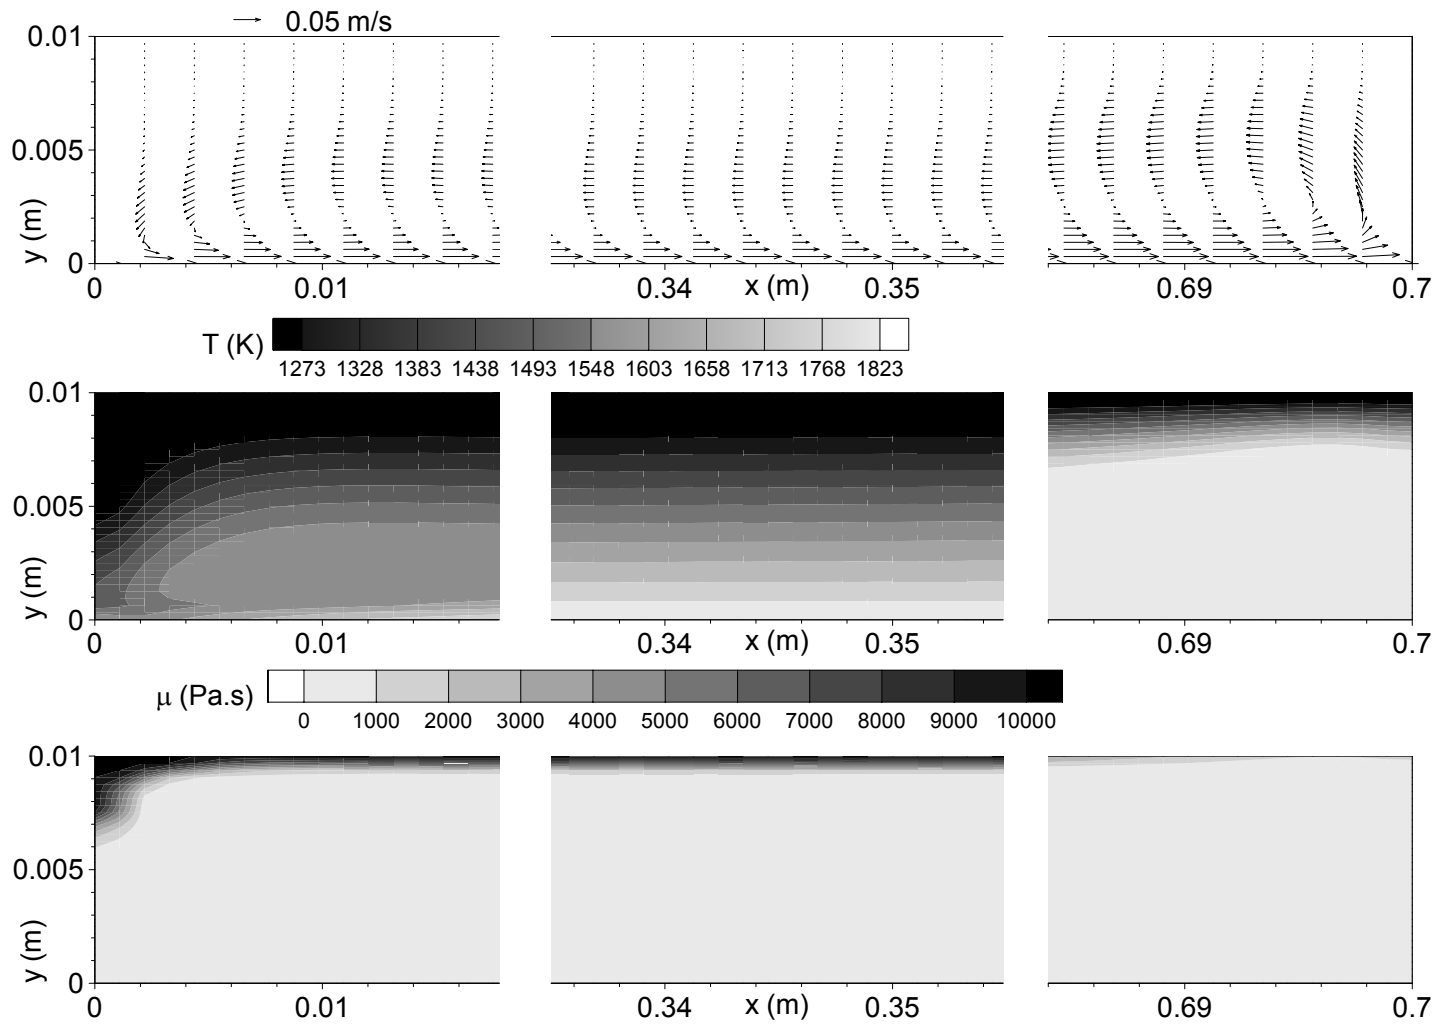 0.05 m/s
0.01
0.005
0
y (m)
0 0.01 0.34 x (m) 0.35 0.69 0.7
T (K)
1273 1328 1383 1438 1493 1548 1603 1658 1713 1768 1823
0.01
0.005
0
y (m)
0 0.01 0.34 x (m) 0.35 0.69 0.7
μ (Pa.s)
0 1000 2000 3000 4000 5000 6000 7000 8000 9000 10000
0.01
0.005
0
y (m)
0 0.01 0.34 x (m) 0.35 0.69 0.7